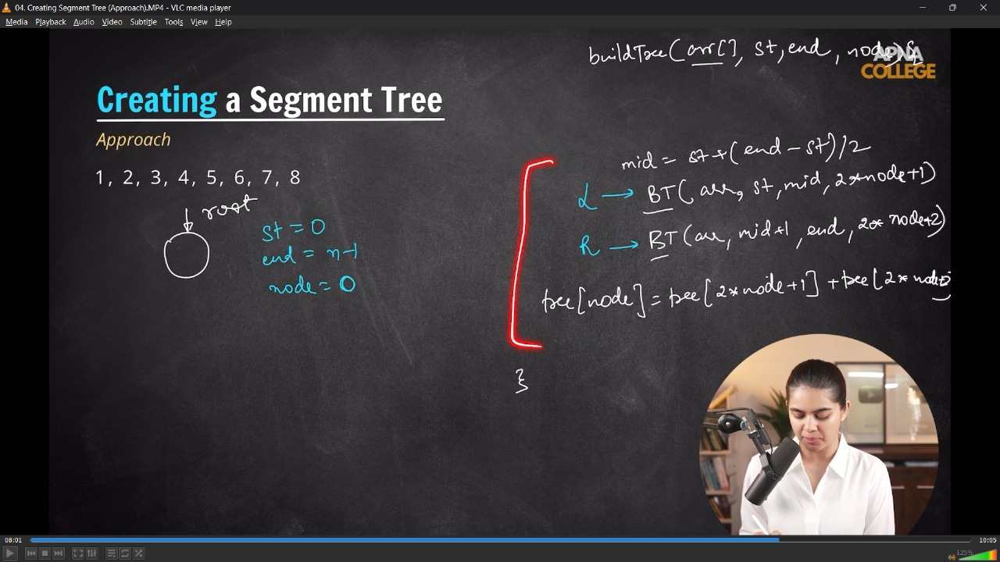 04. Creating Segment Tree (Approach).MP4 - VLC media player
Media Playback Audio Video Subtitle Tools View Help
buildTree(arr[], st, end, node){
APNA
COLLEGE
Creating a Segment Tree
Approach
1, 2, 3, 4, 5, 6, 7, 8
root
st = 0
end = n-1
node = 0
mid = st+(end-st)/2
L → BT(arr, st, mid, 2*node+1)
R → BT(arr, mid+1, end, 2*node+2)
tree[node] = tree[2*node+1] + tree[2*node+2]
}
08:01
10:05
125%